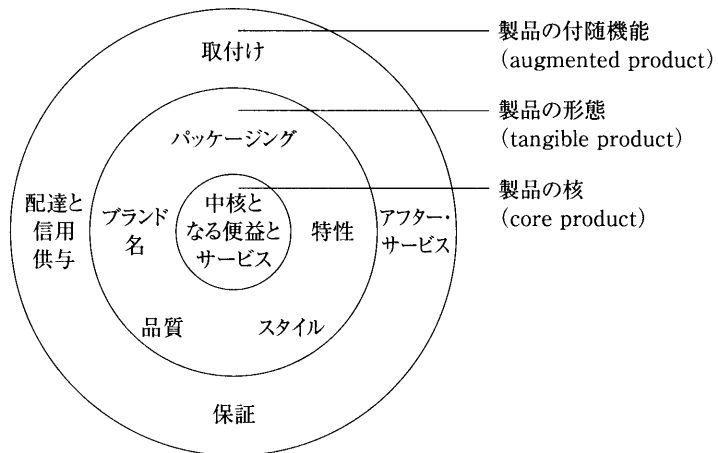 取付け
製品の付随機能
(augmented product)
パッケージング
製品の形態
(tangible product)
製品の核
(core product)
配達と
信用
供与
ブランド
名
中核と
なる便益と
サービス
特性
アフター・
サービス
品質
スタイル
保証